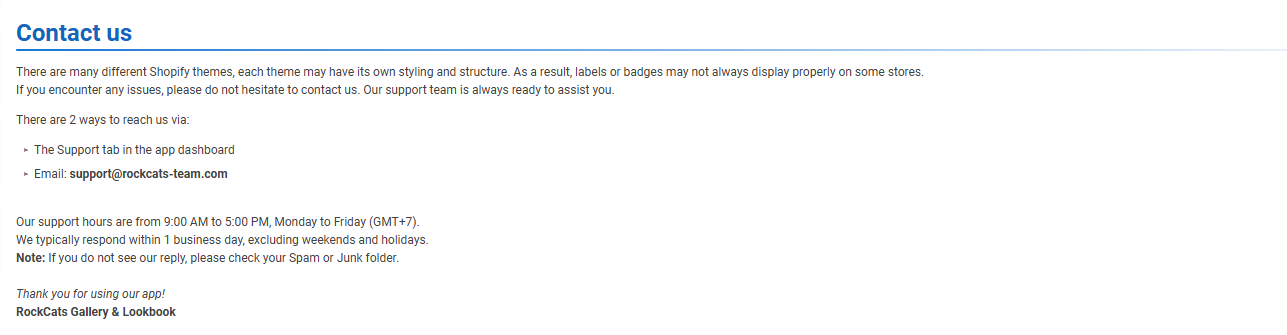 Contact us
There are many different Shopify themes, each theme may have its own styling and structure. As a result, labels or badges may not always display properly on some stores.
If you encounter any issues, please do not hesitate to contact us. Our support team is always ready to assist you.
There are 2 ways to reach us via:
The Support tab in the app dashboard
Email: support@rockcats-team.com
Our support hours are from 9:00 AM to 5:00 PM, Monday to Friday (GMT+7).
We typically respond within 1 business day, excluding weekends and holidays.
Note: If you do not see our reply, please check your Spam or Junk folder.
Thank you for using our app!
RockCats Gallery & Lookbook